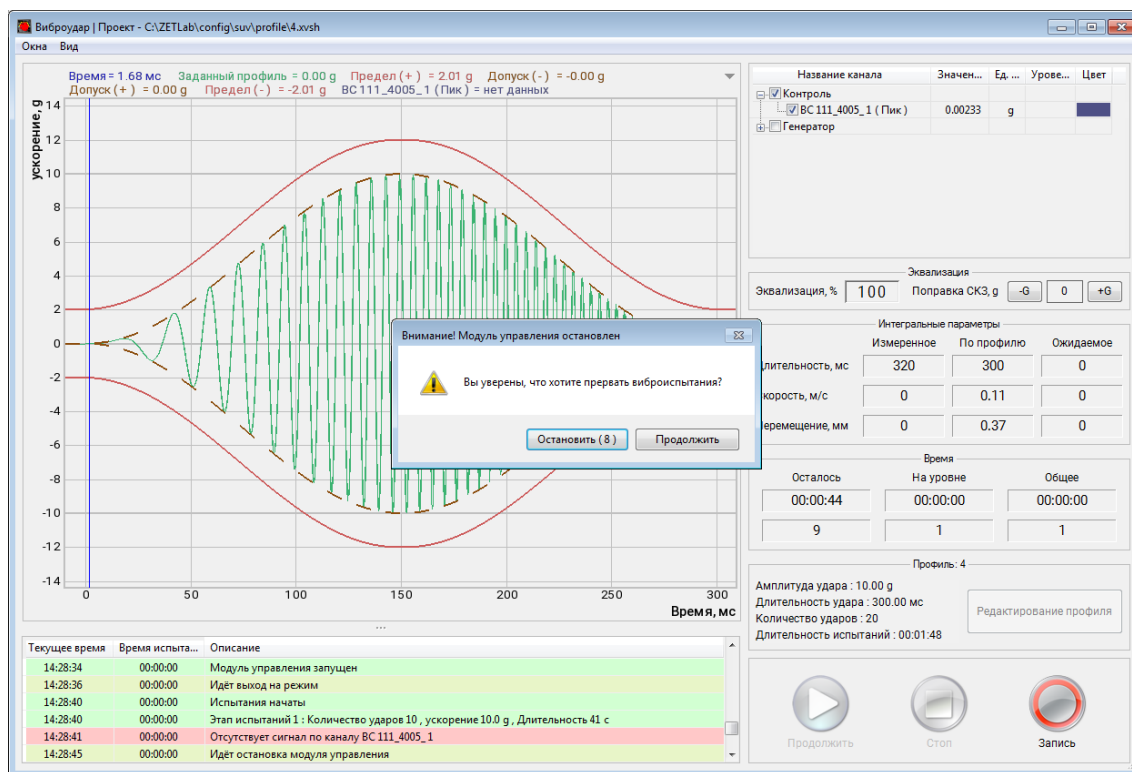 Виброудар | Проект - C:\ZETLab\config\suv\profile\4.xvsh
Окна Вид
Время = 1.68 мс Заданный профиль = 0.00 g Предел ( + ) = 2.01 g Допуск ( - ) = -0.00 g
Допуск ( + ) = 0.00 g Предел ( - ) = -2.01 g ВС 111_4005_ 1 ( Пик ) = нет данных
ускорение, g
14
12
10
8
6
4
2
0
-2
-4
-6
-8
-10
-12
-14
0 50 100 150 200 250 300
Время, мс
Название канала Значен... Ед. ... Урове... Цвет
Контроль
ВС 111_4005_ 1 ( Пик ) 0.00233 g
Генератор
Эквализация
Эквализация, % 100 Поправка СКЗ, g -G 0 +G
Интегральные параметры
Измеренное По профилю Ожидаемое
лительность, мс 320 300 0
корость, м/с 0 0.11 0
еремещение, мм 0 0.37 0
Внимание! Модуль управления остановлен
Вы уверены, что хотите прервать виброиспытания?
Остановить ( 8 ) Продолжить
Время
Осталось На уровне Общее
00:00:44 00:00:00 00:00:00
9 1 1
Профиль: 4
Амплитуда удара : 10.00 g
Длительность удара : 300.00 мс
Количество ударов : 20
Длительность испытаний : 00:01:48
Редактирование профиля
Текущее время Время испыта... Описание
14:28:34 00:00:00 Модуль управления запущен
14:28:36 00:00:00 Идёт выход на режим
14:28:40 00:00:00 Испытания начаты
14:28:40 00:00:00 Этап испытаний 1 : Количество ударов 10 , ускорение 10.0 g , Длительность 41 с
14:28:41 00:00:00 Отсутствует сигнал по каналу ВС 111_4005_ 1
14:28:45 00:00:00 Идёт остановка модуля управления
Продолжить Стоп Запись